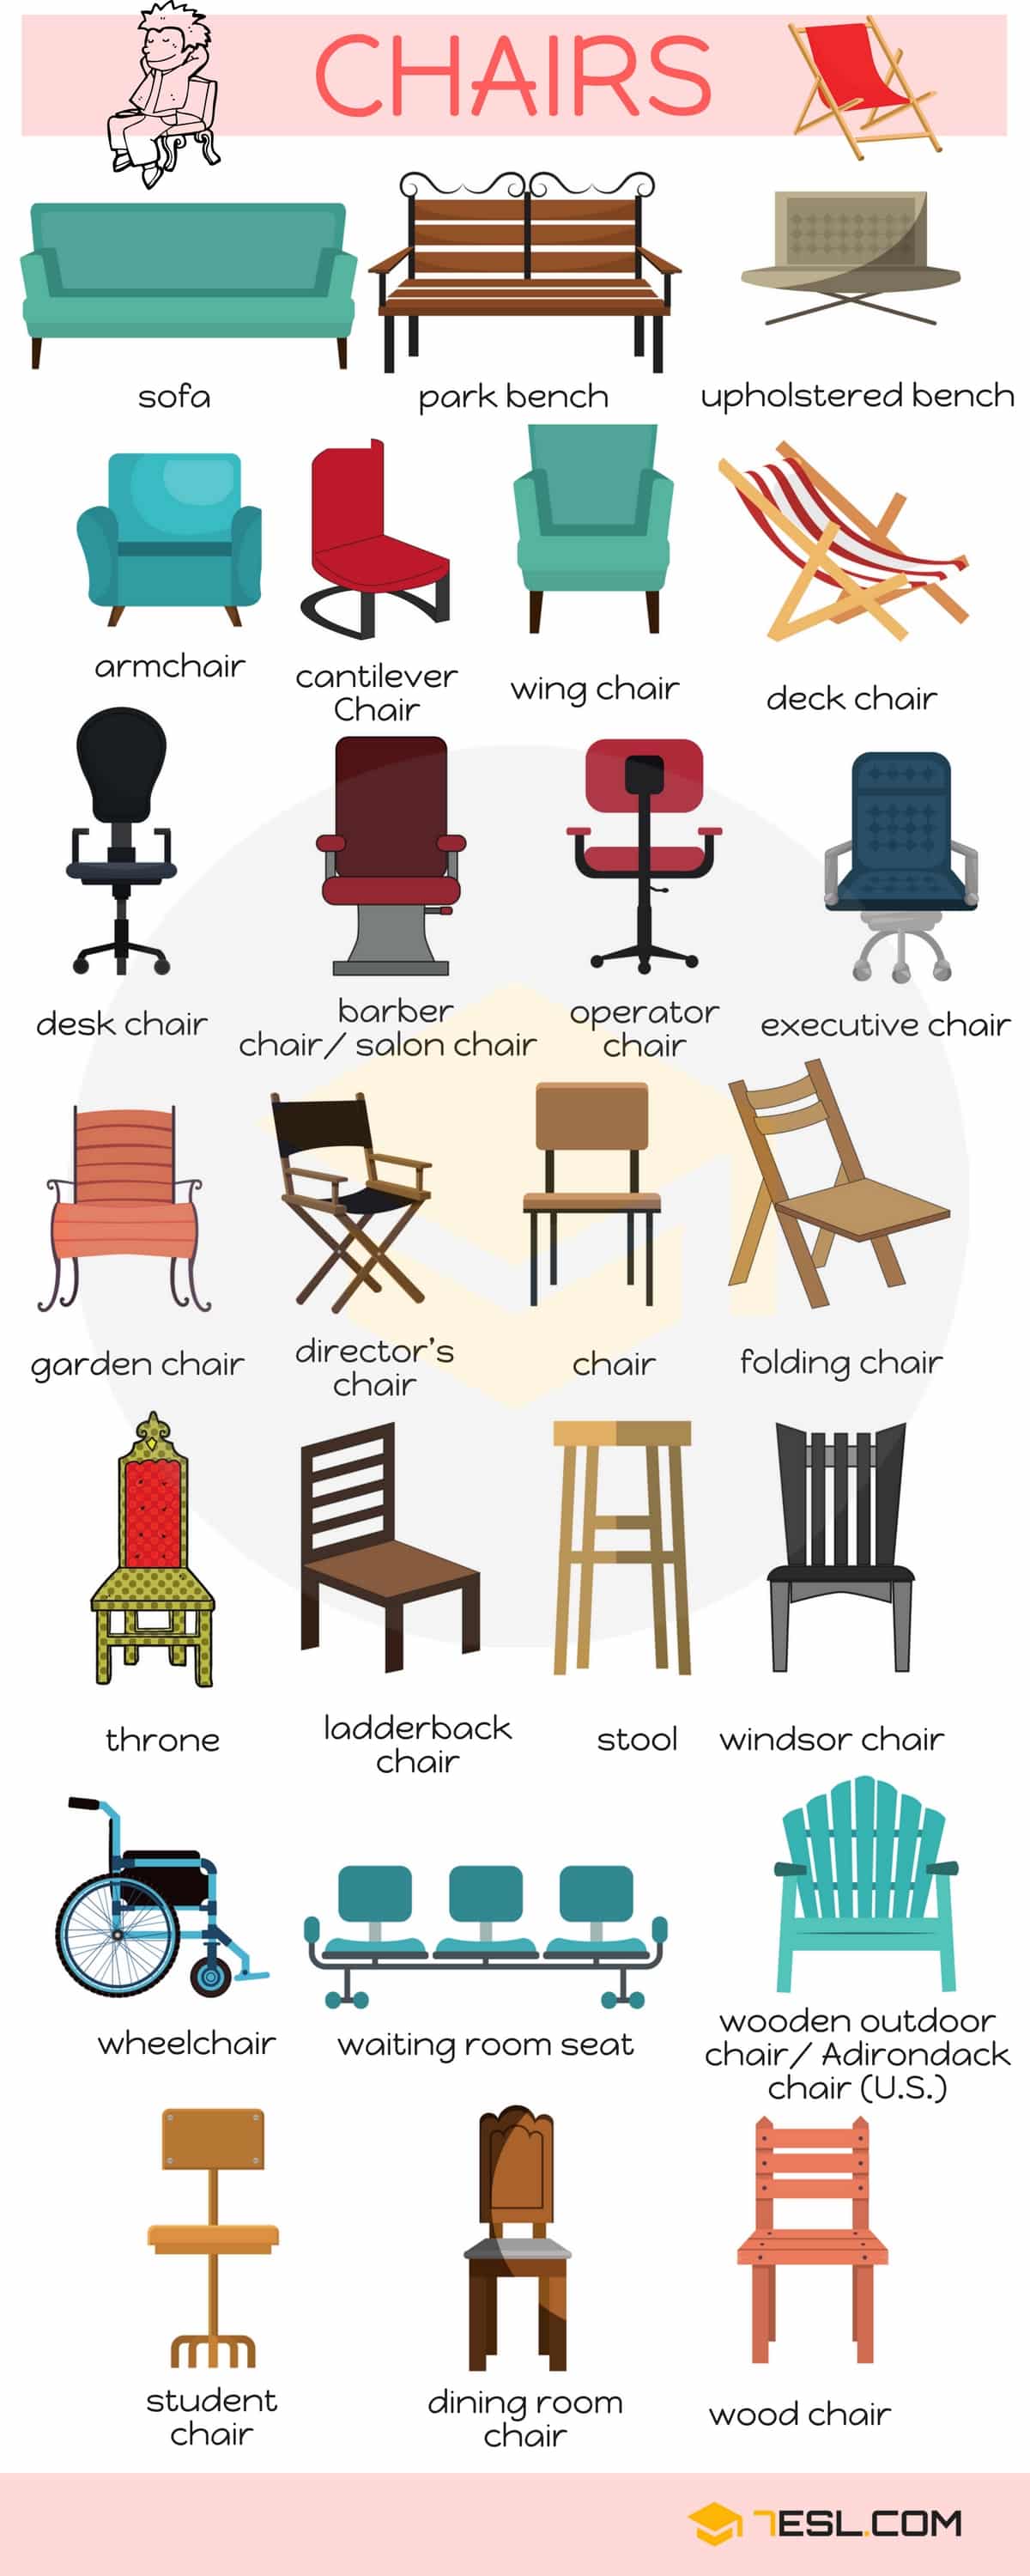 CHAIRS
sofa
park bench
upholstered bench
armchair
cantilever
Chair
wing chair
deck chair
desk chair
barber
chair/ salon chair
operator
chair
executive chair
garden chair
director's
chair
chair
folding chair
throne
ladderback
chair
stool
windsor chair
wheelchair
waiting room seat
wooden outdoor
chair/ Adirondack
chair (U.S.)
student
chair
dining room
chair
wood chair
7ESL.COM